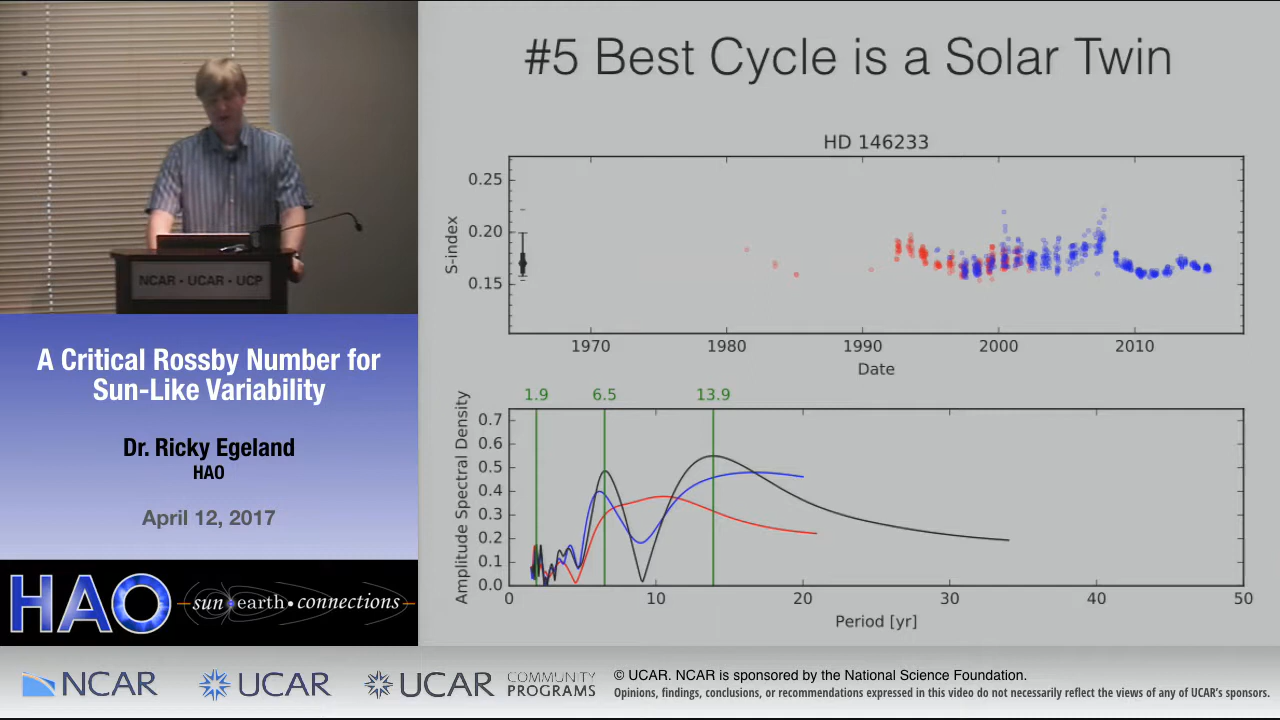 #5 Best Cycle is a Solar Twin
HD 146233
S-index
0.25
0.20
0.15
1970
1980
1990
2000
2010
Date
1.9
6.5
13.9
Amplitude Spectral Density
0.7
0.6
0.5
0.4
0.3
0.2
0.1
0.0
0
10
20
30
40
50
Period [yr]
NCAR • UCAR • UCP
A Critical Rossby Number for
Sun-Like Variability
Dr. Ricky Egeland
HAO
April 12, 2017
HAO
sun • earth • connections
NCAR
UCAR
UCAR
COMMUNITY
PROGRAMS
© UCAR. NCAR is sponsored by the National Science Foundation.
Opinions, findings, conclusions, or recommendations expressed in this video do not necessarily reflect the views of any of UCAR's sponsors.